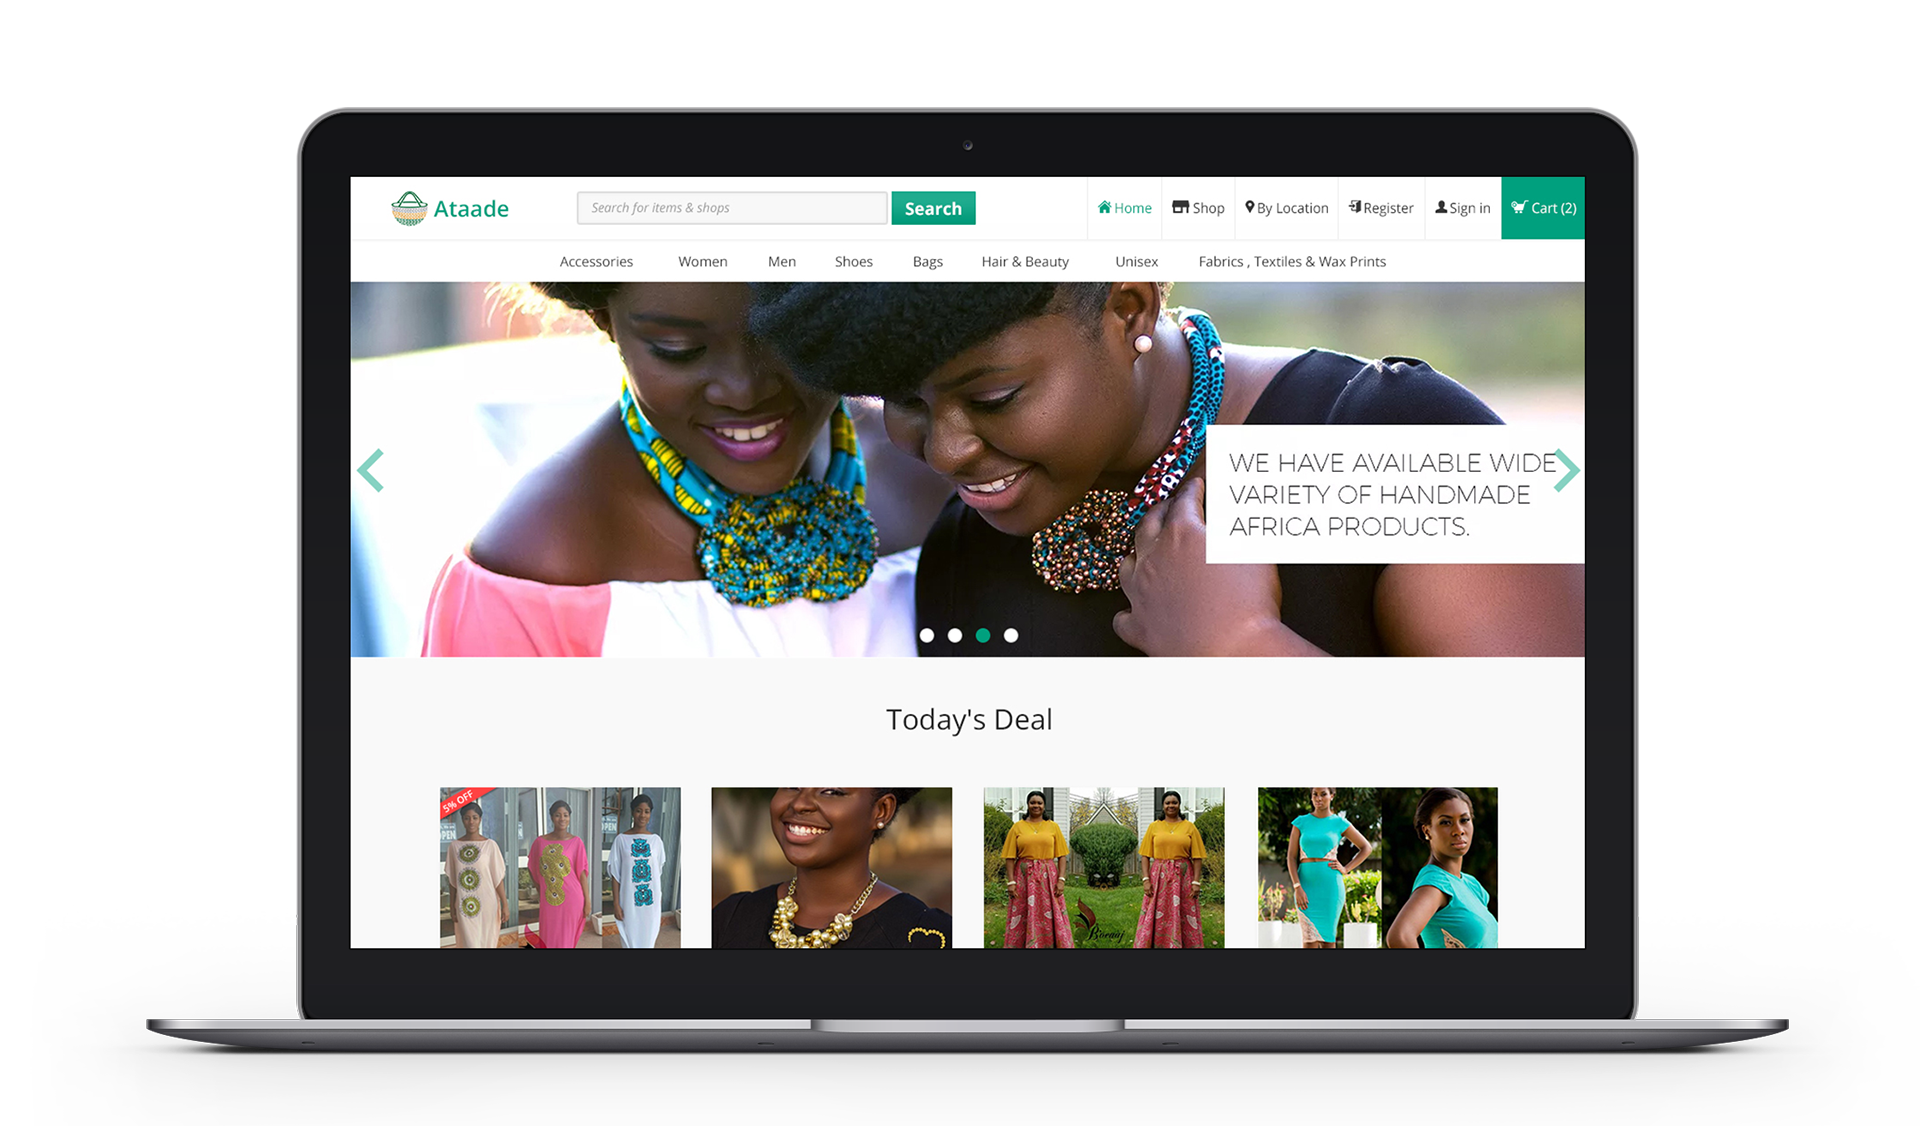 Ataade
Search for items & shops
Search
Home
Shop
By Location
Register
Sign in
Cart (2)
Accessories
Women
Men
Shoes
Bags
Hair & Beauty
Unisex
Fabrics , Textiles & Wax Prints
WE HAVE AVAILABLE WIDE
VARIETY OF HANDMADE
AFRICA PRODUCTS.
Today's Deal
5% OFF
OPEN
OPEN